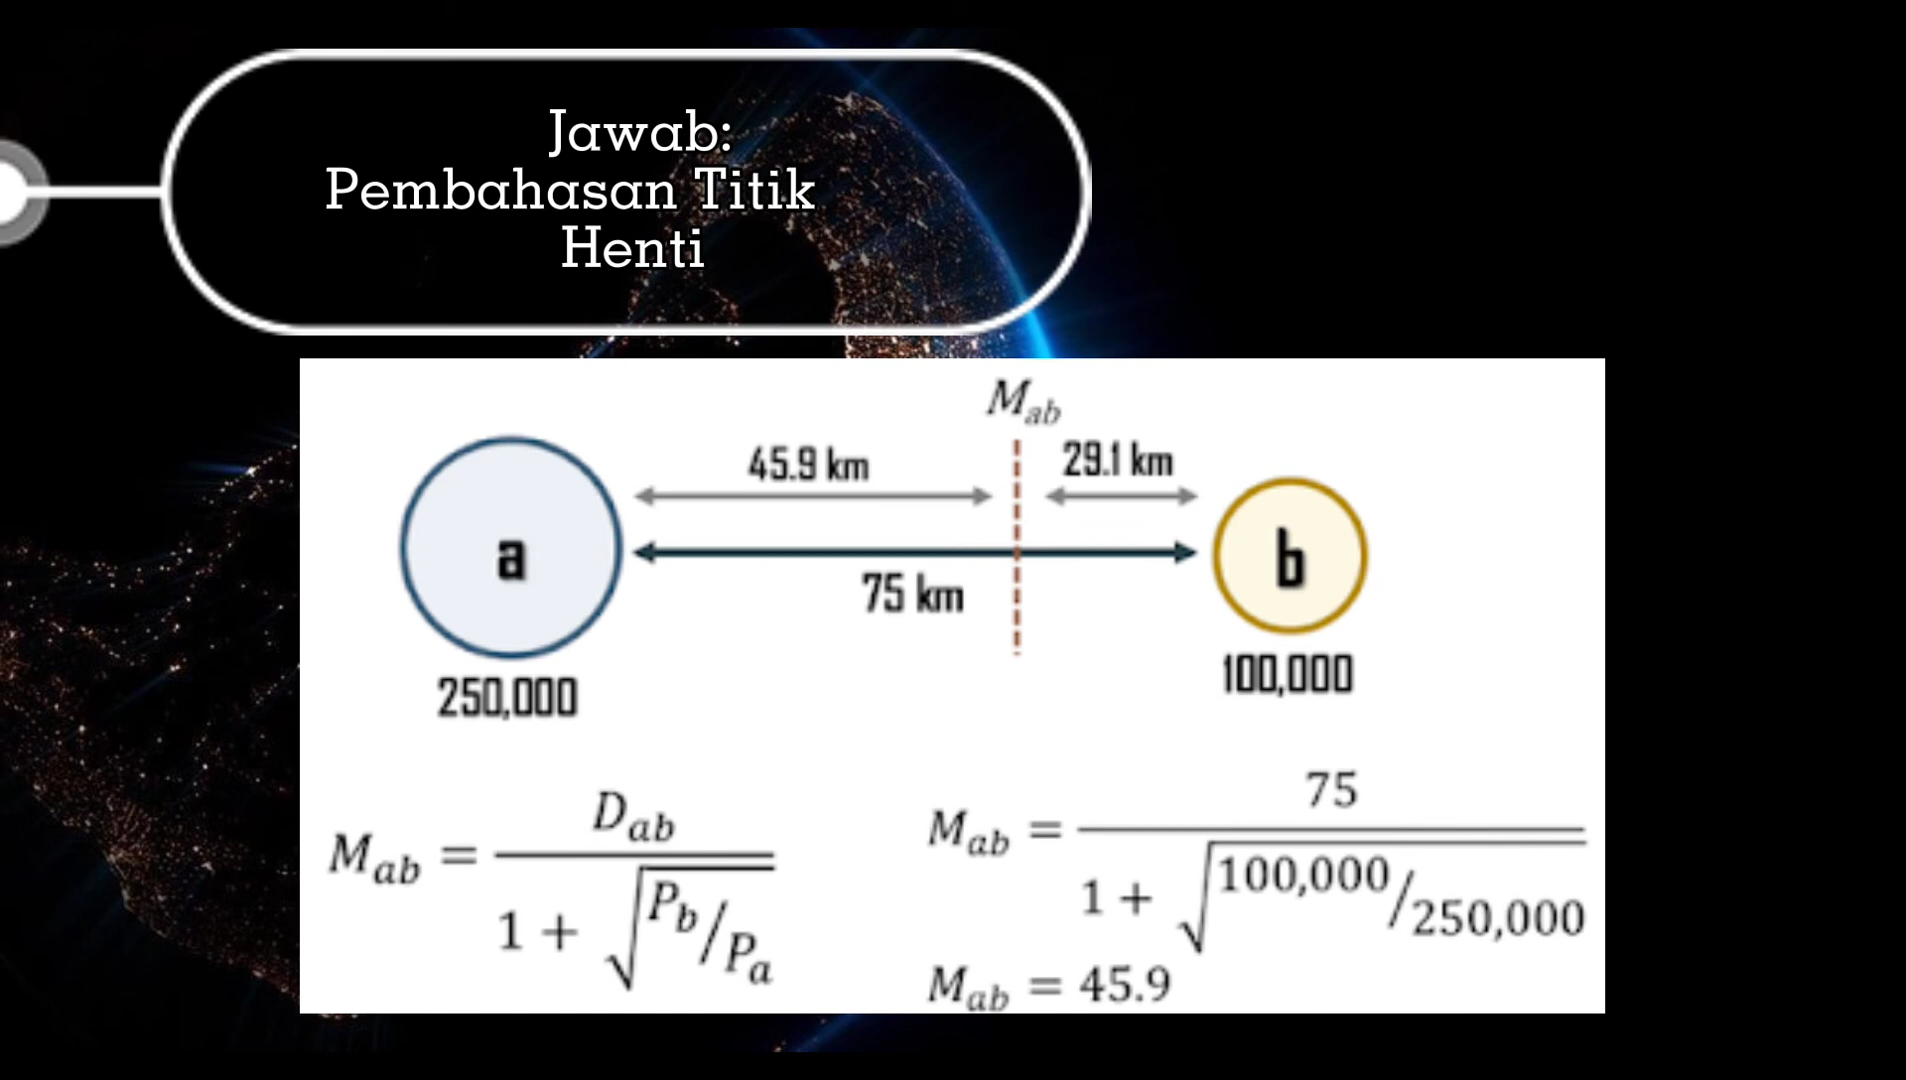 Jawab:
Pembahasan Titik
Henti
M_ab
45.9 km
29.1 km
a
b
75 km
250,000
100,000
M_ab = D_ab / (1 + √(P_b/P_a))
M_ab = 75 / (1 + √(100,000/250,000))
M_ab = 45.9